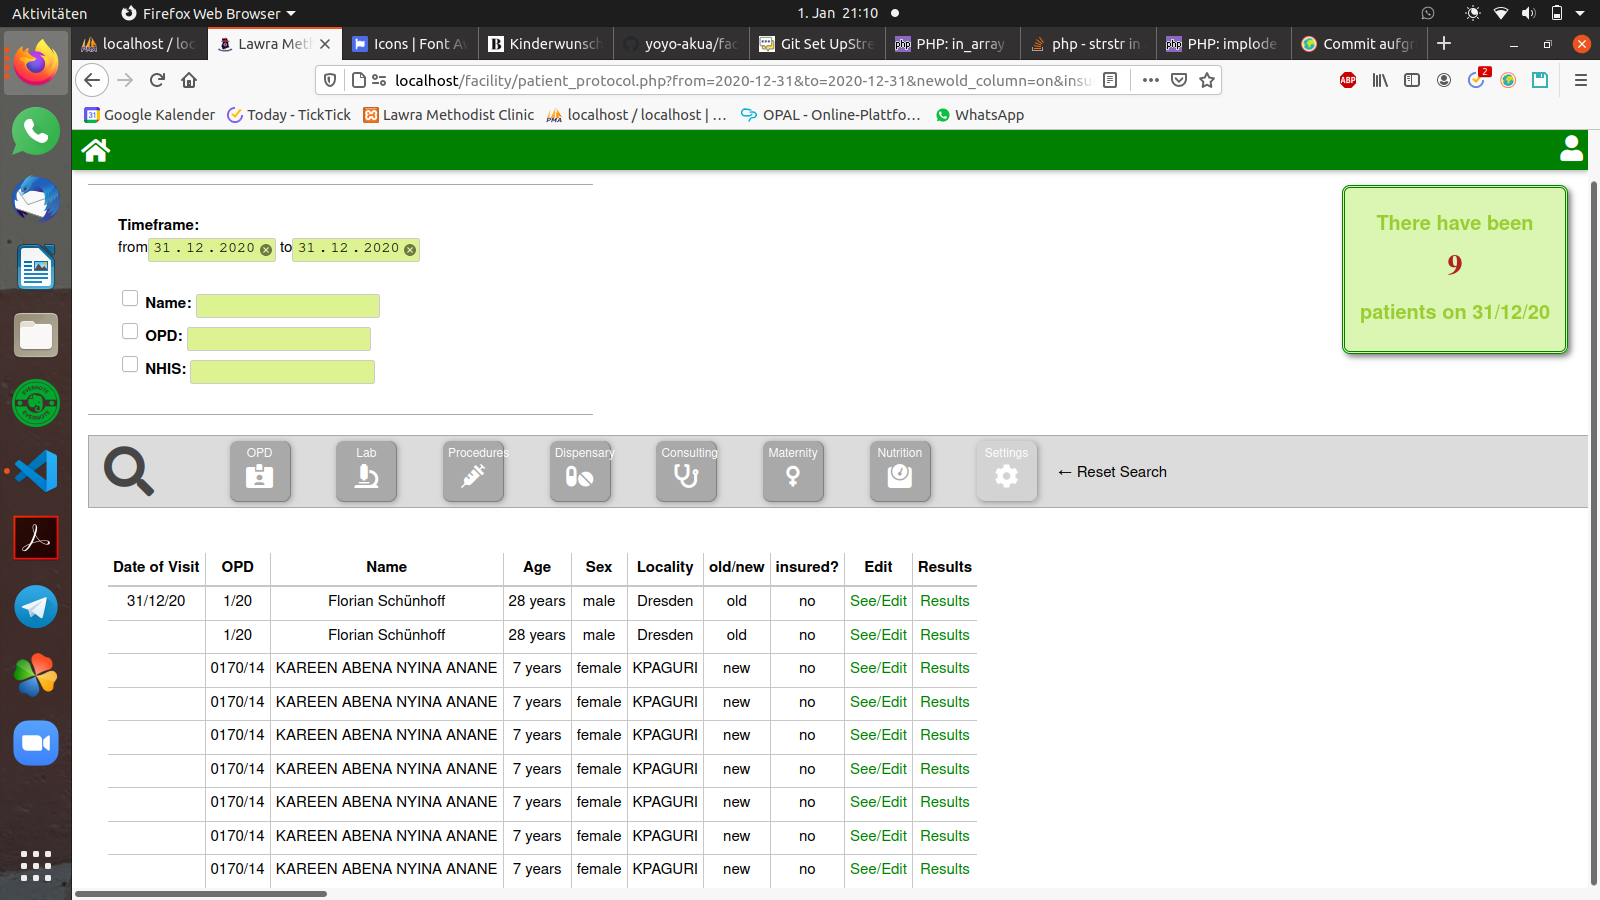 Aktivitäten Firefox Web Browser 1. Jan 21:10
localhost / loc Lawra Met Icons | Font Aw Kinderwunsch yoyo-akua/fac Git Set UpStre PHP: in_array php - strstr in PHP: implode Commit aufgr
localhost/facility/patient_protocol.php?from=2020-12-31&to=2020-12-31&newold_column=on&insu ABP 2
Google Kalender Today - TickTick Lawra Methodist Clinic localhost / localhost | … OPAL - Online-Plattfo… WhatsApp
Timeframe:
from 31.12.2020 to 31.12.2020
Name:
OPD:
NHIS:
There have been
9
patients on 31/12/20
OPD Lab Procedures Dispensary Consulting Maternity Nutrition Settings
← Reset Search
Date of Visit OPD Name Age Sex Locality old/new insured? Edit Results
31/12/20 1/20 Florian Schünhoff 28 years male Dresden old no See/Edit Results
1/20 Florian Schünhoff 28 years male Dresden old no See/Edit Results
0170/14 KAREEN ABENA NYINA ANANE 7 years female KPAGURI new no See/Edit Results
0170/14 KAREEN ABENA NYINA ANANE 7 years female KPAGURI new no See/Edit Results
0170/14 KAREEN ABENA NYINA ANANE 7 years female KPAGURI new no See/Edit Results
0170/14 KAREEN ABENA NYINA ANANE 7 years female KPAGURI new no See/Edit Results
0170/14 KAREEN ABENA NYINA ANANE 7 years female KPAGURI new no See/Edit Results
0170/14 KAREEN ABENA NYINA ANANE 7 years female KPAGURI new no See/Edit Results
0170/14 KAREEN ABENA NYINA ANANE 7 years female KPAGURI new no See/Edit Results